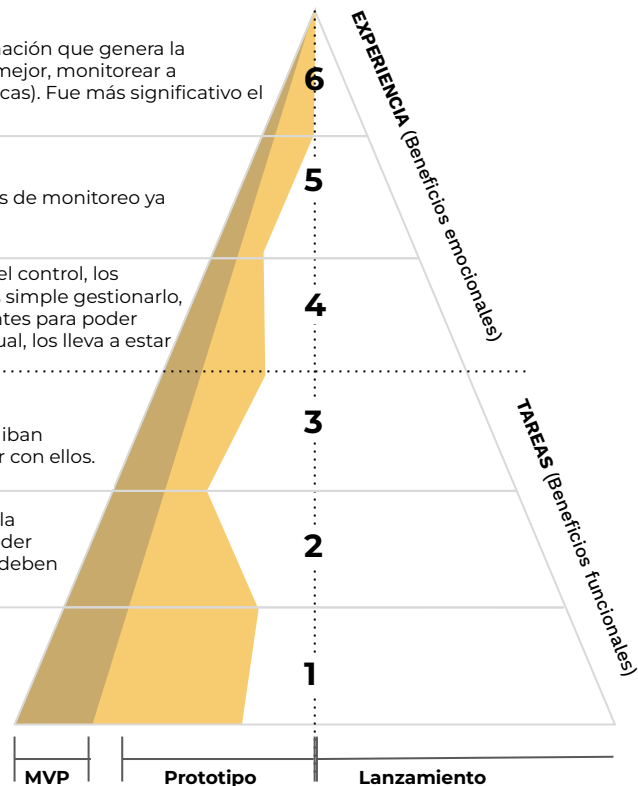 nación que genera la
mejor, monitorear a
cas). Fue más significativo el
6
EXPERIENCIA (Beneficios emocionales)
5
s de monitoreo ya
el control, los
s simple gestionarlo,
ntes para poder
ual, los lleva a estar
4
3
iban
r con ellos.
TAREAS (Beneficios funcionales)
la
der
deben
2
1
MVP
Prototipo
Lanzamiento